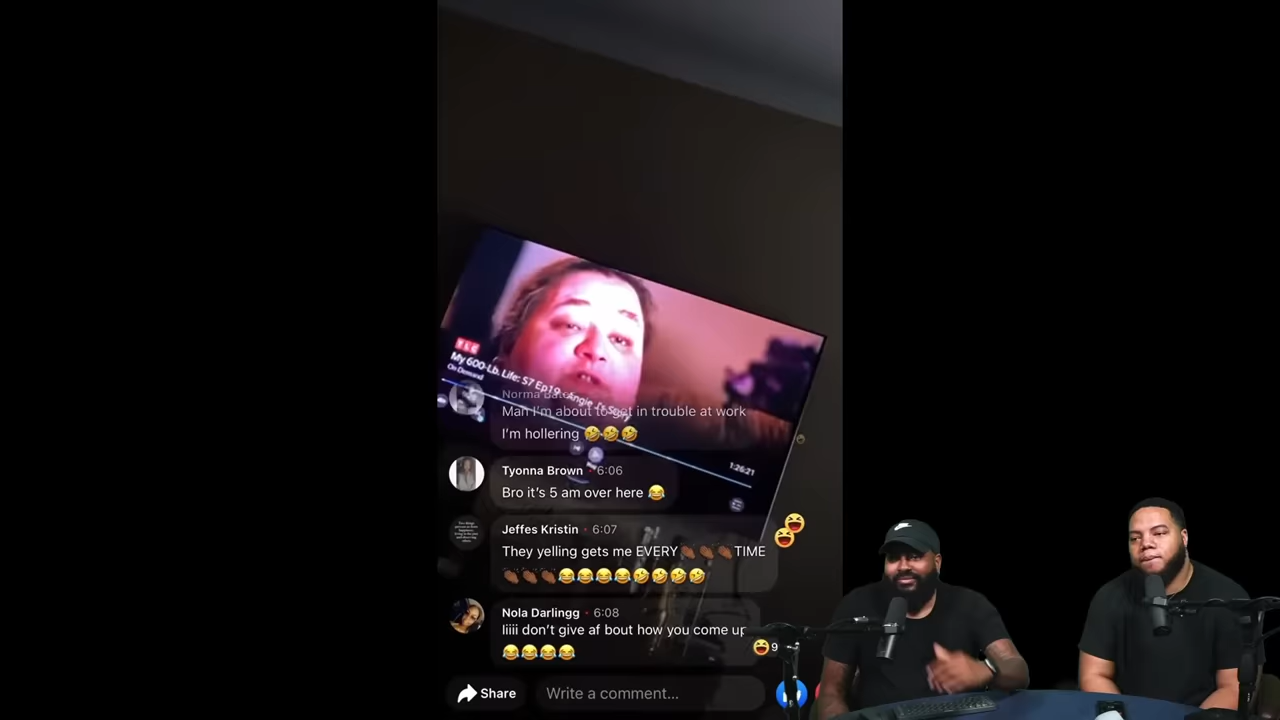 TLC
My 600-Lb. Life: S7 Ep19 - Angie J's Story
On Demand
Norma Bate
Man I'm about to get in trouble at work
I'm hollering 🤣🤣🤣
1:26:21
Tyonna Brown • 6:06
Bro it's 5 am over here 😂
Jeffes Kristin • 6:07
They yelling gets me EVERY👏🏾👏🏾👏🏾TIME
👏🏾👏🏾👏🏾😂😂😂😂🤣🤣🤣🤣
Nola Darlingg • 6:08
Iiiii don't give af bout how you come up
😂😂😂😂
9
Share
Write a comment...